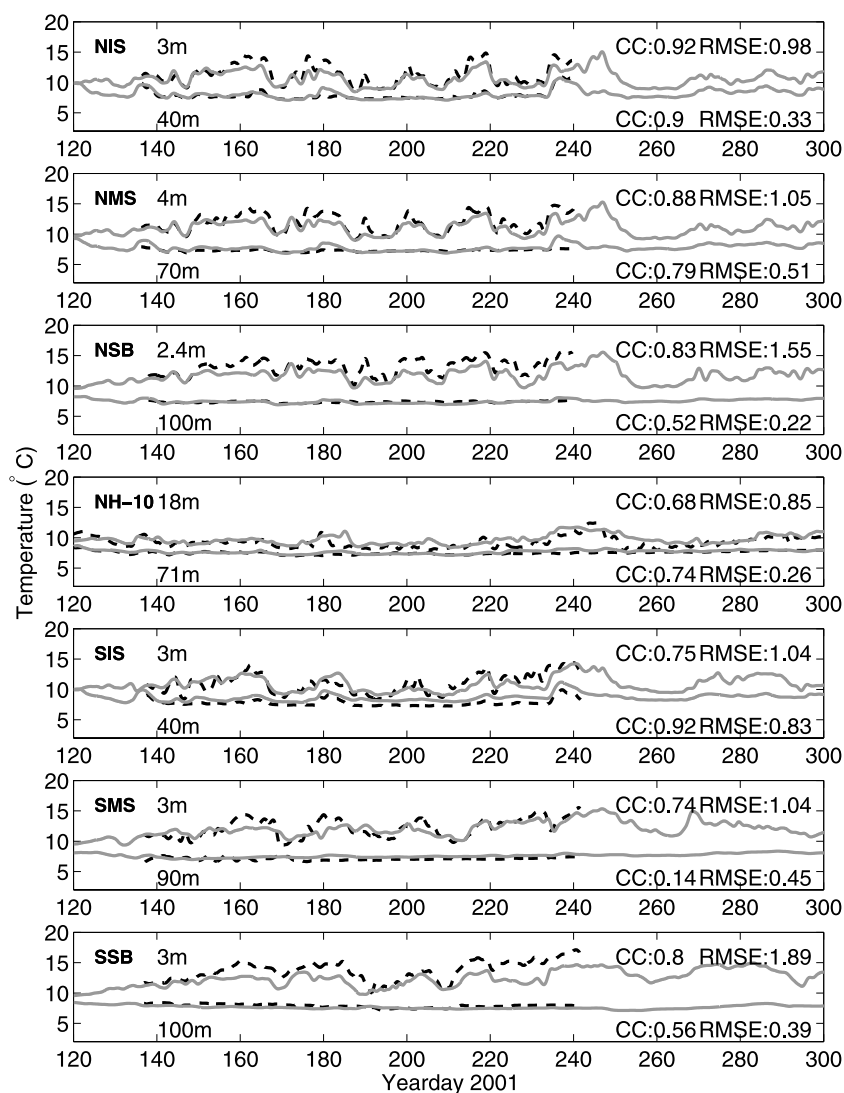 20
NIS 3m CC:0.92 RMSE:0.98
15
10
5
40m CC:0.9 RMSE:0.33
120 140 160 180 200 220 240 260 280 300
20
NMS 4m CC:0.88 RMSE:1.05
15
10
5
70m CC:0.79 RMSE:0.51
120 140 160 180 200 220 240 260 280 300
20
NSB 2.4m CC:0.83 RMSE:1.55
15
10
5
100m CC:0.52 RMSE:0.22
120 140 160 180 200 220 240 260 280 300
Temperature (° C)
20
NH-10 18m CC:0.68 RMSE:0.85
15
10
5
71m CC:0.74 RMSE:0.26
120 140 160 180 200 220 240 260 280 300
20
SIS 3m CC:0.75 RMSE:1.04
15
10
5
40m CC:0.92 RMSE:0.83
120 140 160 180 200 220 240 260 280 300
20
SMS 3m CC:0.74 RMSE:1.04
15
10
5
90m CC:0.14 RMSE:0.45
120 140 160 180 200 220 240 260 280 300
20
SSB 3m CC:0.8 RMSE:1.89
15
10
5
100m CC:0.56 RMSE:0.39
120 140 160 180 200 220 240 260 280 300
Yearday 2001